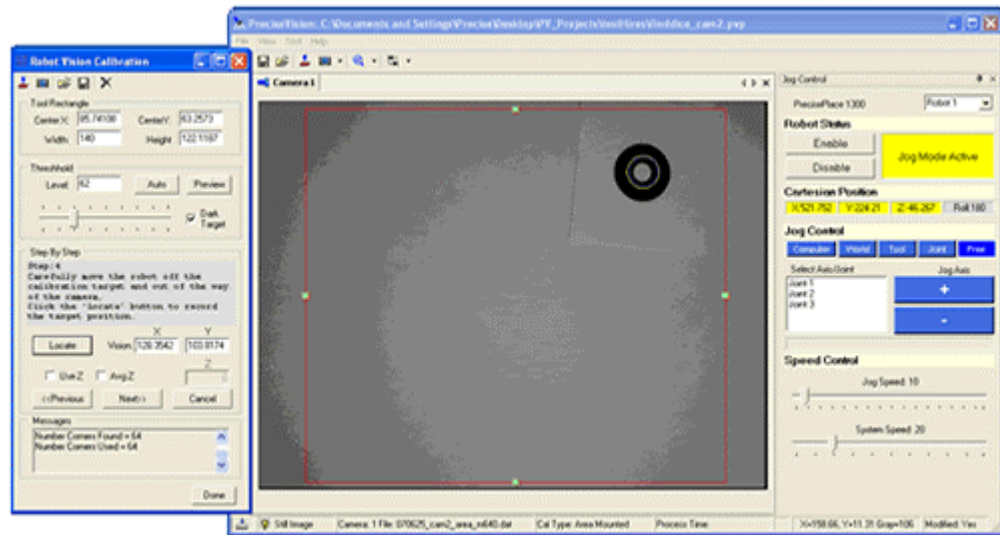 PreciseVision: C:\Documents and Settings\Precise\Desktop\PV_Projects\
File View Tool Help
Camera 1
Robot Vision Calibration
Tool Rectangle
Center X: 85.74108 Center Y: 63.2573
Width: 140 Height: 122.1187
Threshhold
Level: 62 Auto Preview
Dark Target
Step By Step
Step: 4
Carefully move the robot off the
calibration target and out of the way
of the camera.
Click the 'Locate' button to record
the target position.
X Y
Locate Vision 128.3542 103.8174
Z
Use Z Avg Z
<<Previous Next>> Cancel
Messages
Number Corners Found = 64
Number Corners Used = 64
Done
Jog Control
PrecisePlace 1300 Robot 1
Robot Status
Enable
Disable
Jog Mode Active
Cartesian Position
X:521.752 Y:224.21 Z:-46.267 Roll:180
Jog Control
Computer World Tool Joint Free
Select Axis/Joint Jog Axis
Joint 1
Joint 2
Joint 3
+
-
Speed Control
Jog Speed: 10
System Speed: 20
Still Image Camera: 1 File: 070625_cam2_area_n640.dat Cal Type: Area Mounted Process Time: X=158.66, Y=11.31 Gray=106 Modified: Yes